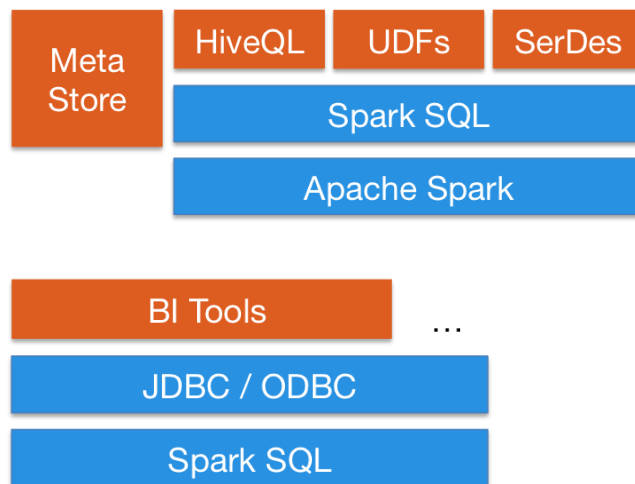 Meta
Store
HiveQL
UDFs
SerDes
Spark SQL
Apache Spark
BI Tools
...
JDBC / ODBC
Spark SQL